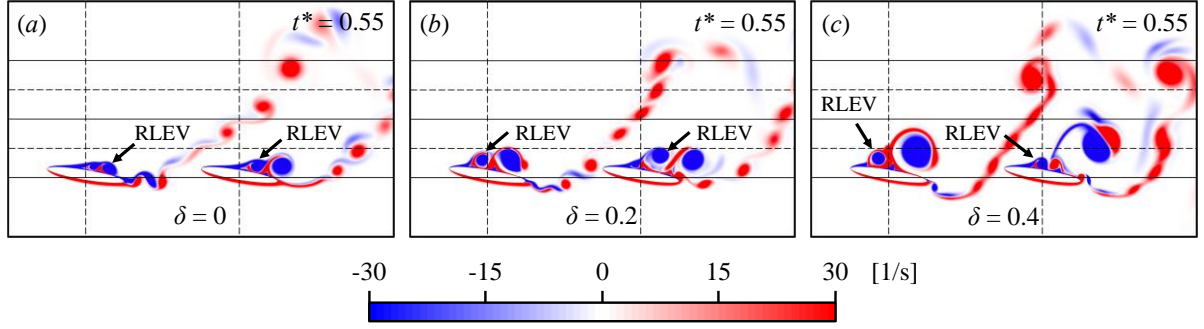 (a) t* = 0.55
RLEV RLEV
δ = 0
(b) t* = 0.55
RLEV RLEV
δ = 0.2
(c) t* = 0.55
RLEV
RLEV
δ = 0.4
-30 -15 0 15 30 [1/s]